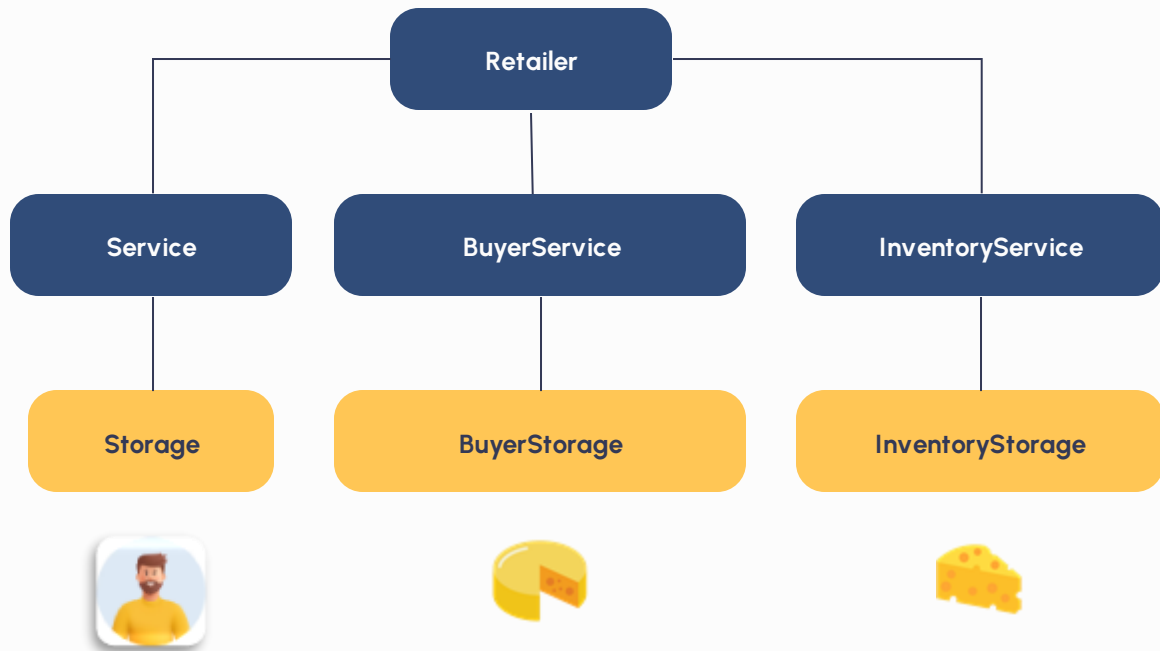 Retailer
Service
BuyerService
InventoryService
Storage
BuyerStorage
InventoryStorage